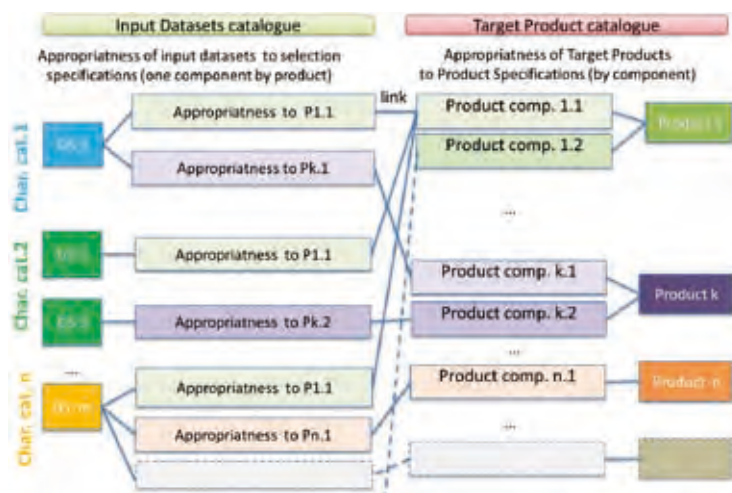 Input Datasets catalogue
Target Product catalogue
Appropriatness of input datasets to selection
specifications (one component by product)
Appropriatness of Target Products
to Product Specifications (by component)
link
Char. cat.1
Appropriatness to P1.1
Product comp. 1.1
Product 1
Appropriatness to Pk.1
Product comp. 1.2
...
Char. cat.2
Appropriatness to P1.1
Product comp. k.1
Product k
Appropriatness to Pk.2
Product comp. k.2
...
...
Char. cat. n
Appropriatness to P1.1
Product comp. n.1
Product n
Appropriatness to Pn.1
...